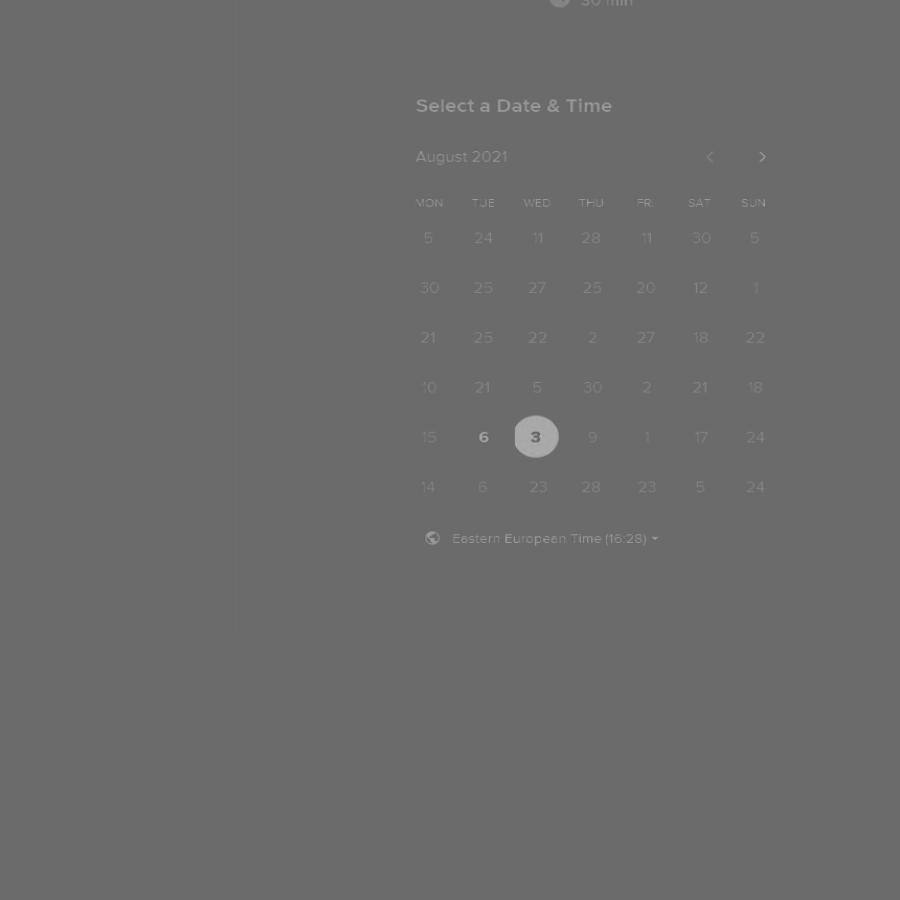 30 min
Select a Date & Time
August 2021
MON TUE WED THU FRI SAT SUN
5 24 11 28 11 30 5
30 25 27 25 20 12 1
21 25 22 2 27 18 22
10 21 5 30 2 21 18
15 6 3 9 1 17 24
14 6 23 28 23 5 24
Eastern European Time (16:28)